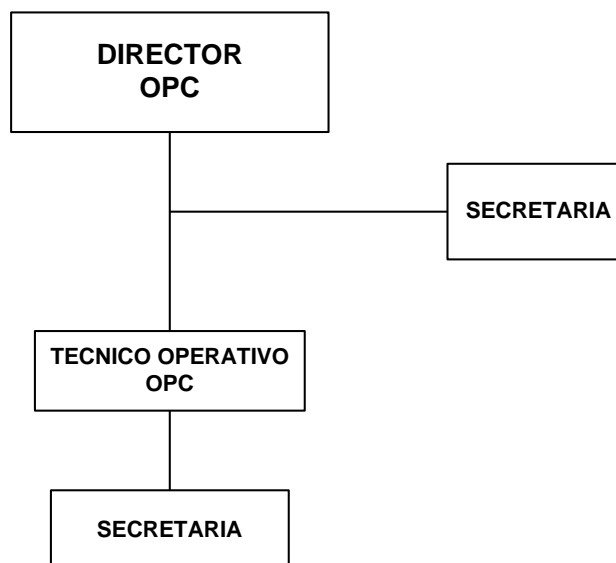 DIRECTOR
OPC
SECRETARIA
TECNICO OPERATIVO
OPC
SECRETARIA